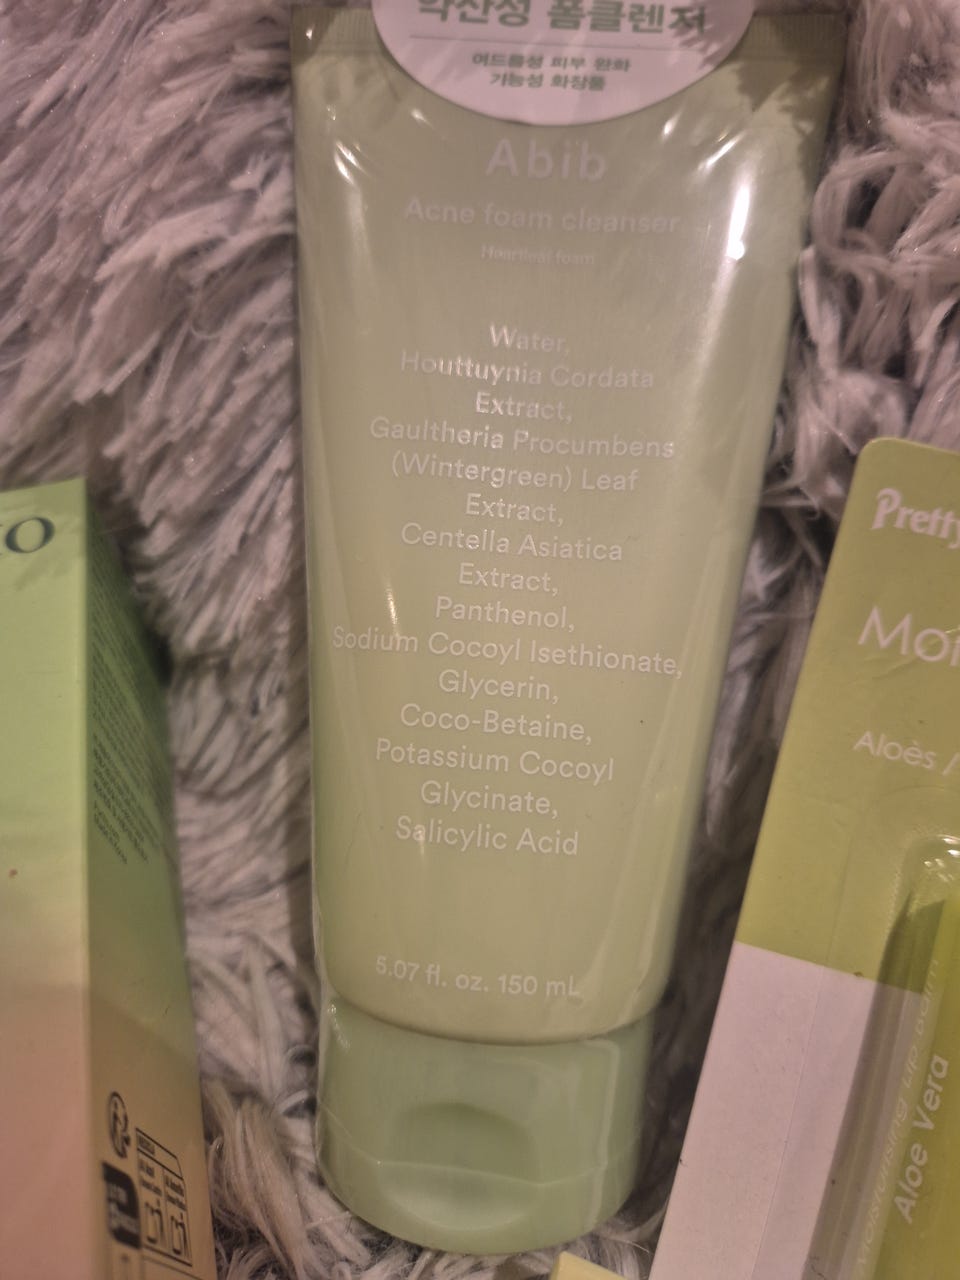 약산성 폼클렌저
여드름성 피부 완화
기능성 화장품
Abib
Acne foam cleanser
Heartleaf foam
Water,
Houttuynia Cordata
Extract,
Gaultheria Procumbens
(Wintergreen) Leaf
Extract,
Centella Asiatica
Extract,
Panthenol,
Sodium Cocoyl Isethionate,
Glycerin,
Coco-Betaine,
Potassium Cocoyl
Glycinate,
Salicylic Acid
5.07 fl. oz. 150 mL
Pretty
Aloès /
Moisturising Lip Balm
Aloe Vera